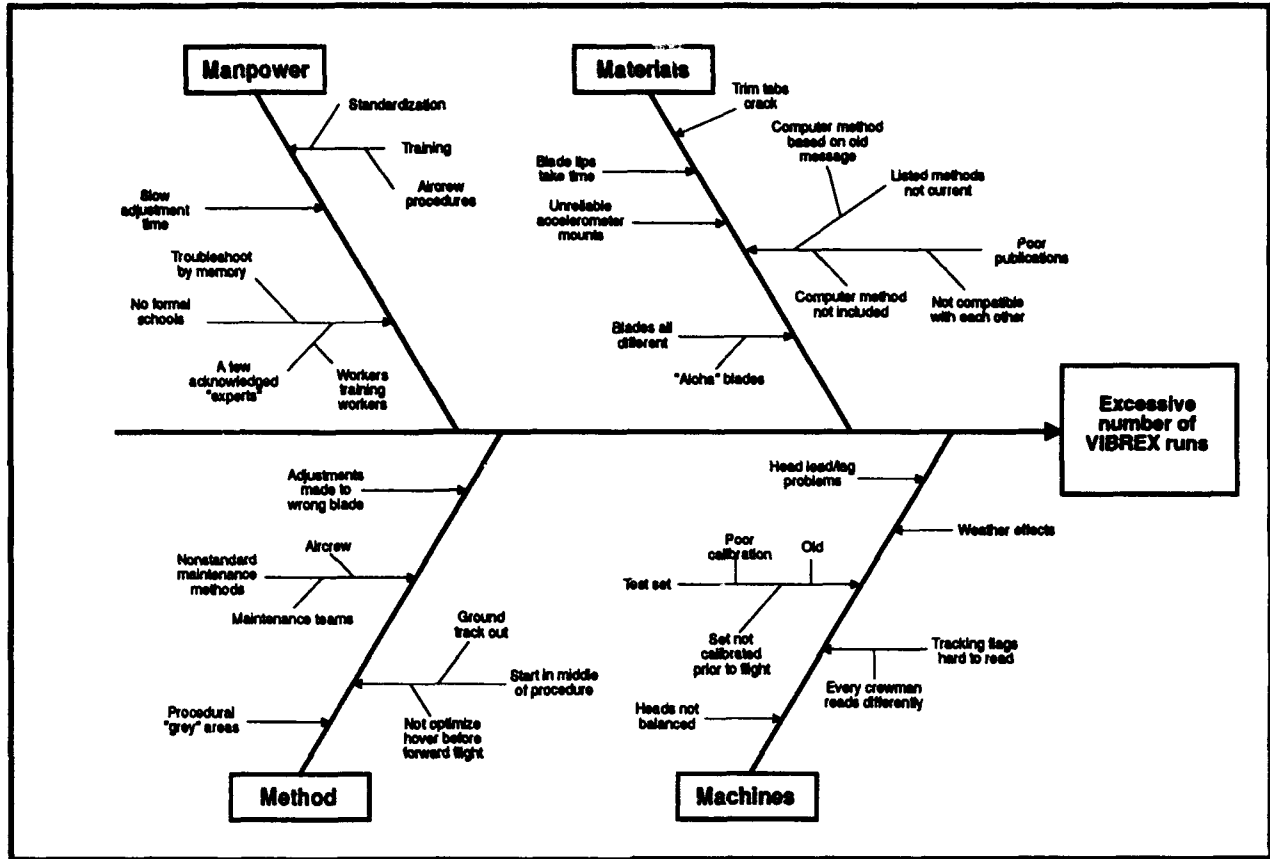 Manpower
Standardization
Training
Aircrew
procedures
Slow
adjustment
time
Troubleshoot
by memory
No formal
schools
A few
acknowledged
"experts"
Workers
training
workers
Materials
Trim tabs
crack
Blade tips
take time
Computer method
based on old
message
Listed methods
not current
Unreliable
accelerometer
mounts
Poor
publications
Computer method
not included
Not compatible
with each other
Blades all
different
"Aloha" blades
Excessive
number of
VIBREX runs
Adjustments
made to
wrong blade
Aircrew
Nonstandard
maintenance
methods
Maintenance teams
Ground
track out
Start in middle
of procedure
Procedural
"grey" areas
Not optimize
hover before
forward flight
Method
Head lead/lag
problems
Weather effects
Poor
calibration
Old
Test set
Set not
calibrated
prior to flight
Tracking flags
hard to read
Every crewman
reads differently
Heads not
balanced
Machines